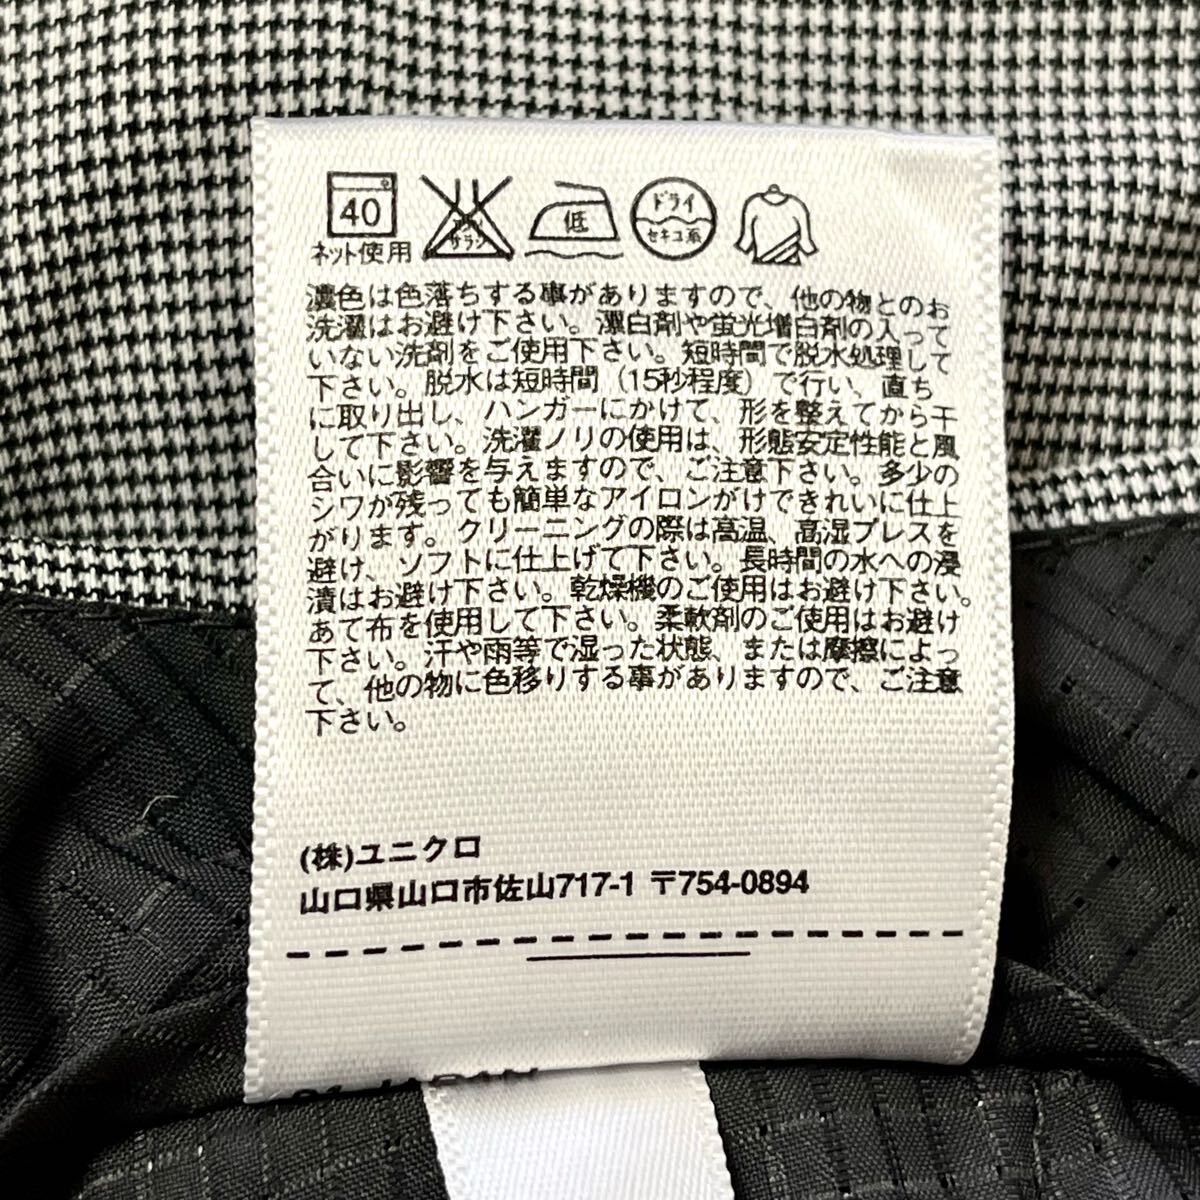 40
ネット使用
エンソ
サラシ
低
ドライ
セキユ系
濃色は色落ちする事がありますので、他の物とのお
洗濯はお避け下さい。漂白剤や蛍光増白剤の入って
いない洗剤をご使用下さい。短時間で脱水処理して
下さい。脱水は短時間（15秒程度）で行い、直ち
に取り出し、ハンガーにかけて、形を整えてから干
して下さい。洗濯ノリの使用は、形態安定性能と風
合いに影響を与えますので、ご注意下さい。多少の
シワが残っても簡単なアイロンがけできれいに仕上
がります。クリーニングの際は高温、高湿プレスを
避け、ソフトに仕上げて下さい。長時間の水への浸
漬はお避け下さい。乾燥機のご使用はお避け下さい。
あて布を使用して下さい。柔軟剤のご使用はお避け
下さい。汗や雨等で湿った状態、または摩擦によっ
て、他の物に色移りする事がありますので、ご注意
下さい。
(株)ユニクロ
山口県山口市佐山717-1 〒754-0894